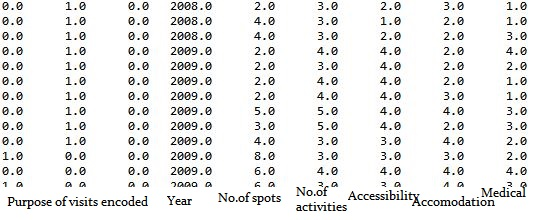 0.0 1.0 0.0 2008.0 2.0 3.0 2.0 3.0 1.0
0.0 1.0 0.0 2008.0 4.0 3.0 1.0 2.0 1.0
0.0 1.0 0.0 2008.0 4.0 3.0 2.0 2.0 3.0
0.0 1.0 0.0 2009.0 2.0 4.0 4.0 4.0 2.0
0.0 1.0 0.0 2009.0 2.0 3.0 4.0 2.0 2.0
0.0 1.0 0.0 2009.0 2.0 4.0 4.0 2.0 1.0
0.0 1.0 0.0 2009.0 2.0 4.0 4.0 3.0 1.0
0.0 1.0 0.0 2009.0 5.0 5.0 4.0 4.0 3.0
0.0 1.0 0.0 2009.0 3.0 5.0 4.0 2.0 3.0
0.0 1.0 0.0 2009.0 4.0 3.0 4.0 4.0 3.0
1.0 0.0 0.0 2009.0 8.0 3.0 3.0 3.0 2.0
0.0 0.0 0.0 2009.0 6.0 4.0 4.0 4.0 4.0
Purpose of visits encoded Year No.of spots No.of activities Accessibility Accomodation Medical